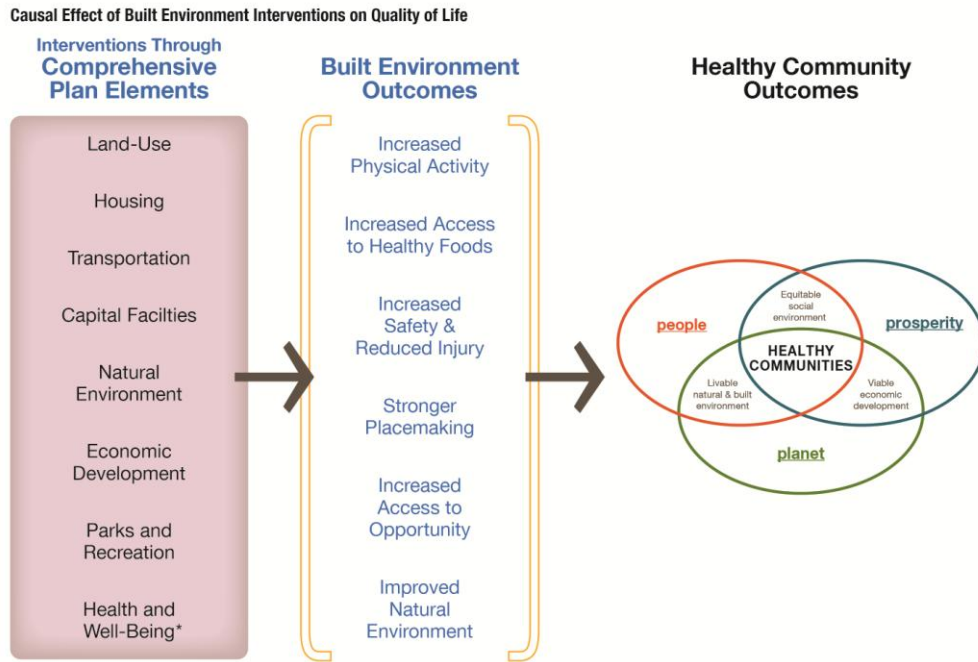 Causal Effect of Built Environment Interventions on Quality of Life
Interventions Through
Comprehensive
Plan Elements
Land-Use
Housing
Transportation
Capital Facilties
Natural
Environment
Economic
Development
Parks and
Recreation
Health and
Well-Being*
Built Environment
Outcomes
Increased
Physical Activity
Increased Access
to Healthy Foods
Increased
Safety &
Reduced Injury
Stronger
Placemaking
Increased
Access to
Opportunity
Improved
Natural
Environment
Healthy Community
Outcomes
Equitable
social
environment
people
prosperity
HEALTHY
COMMUNITIES
Livable
natural & built
environment
Viable
economic
development
planet